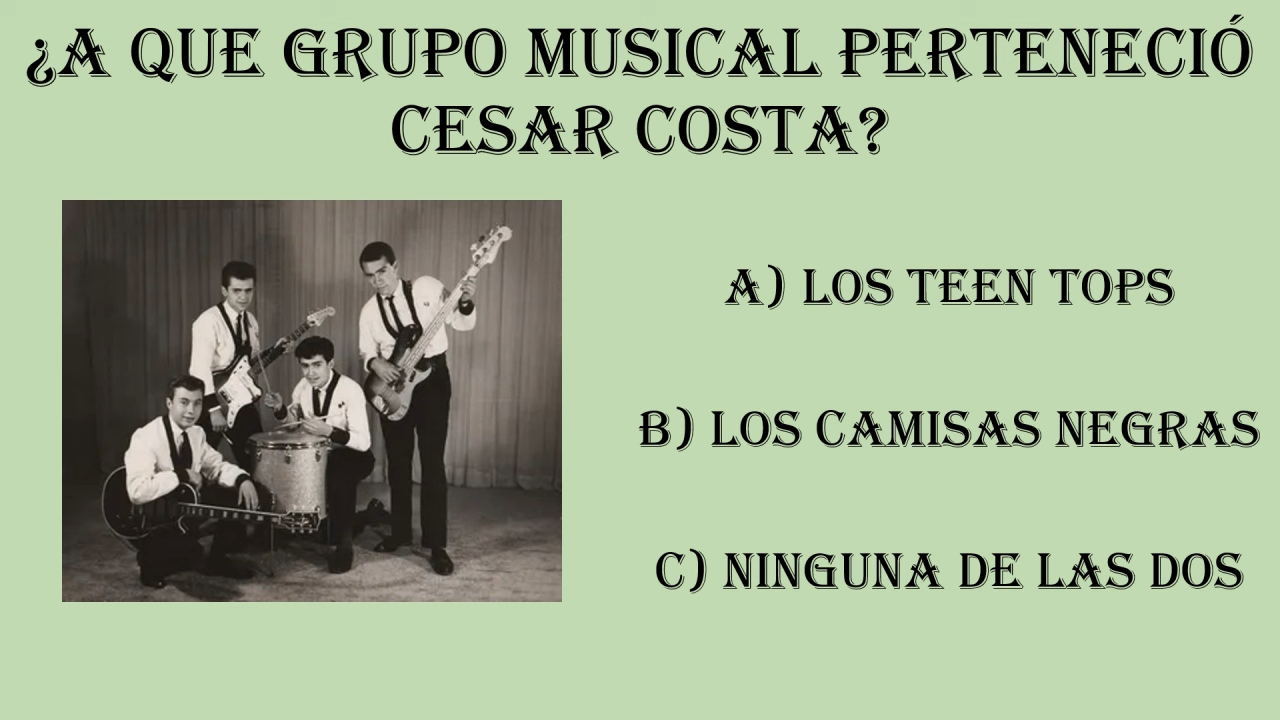 ¿A QUE GRUPO MUSICAL PERTENECIÓ
CESAR COSTA?
A) LOS TEEN TOPS
B) LOS CAMISAS NEGRAS
C) NINGUNA DE LAS DOS